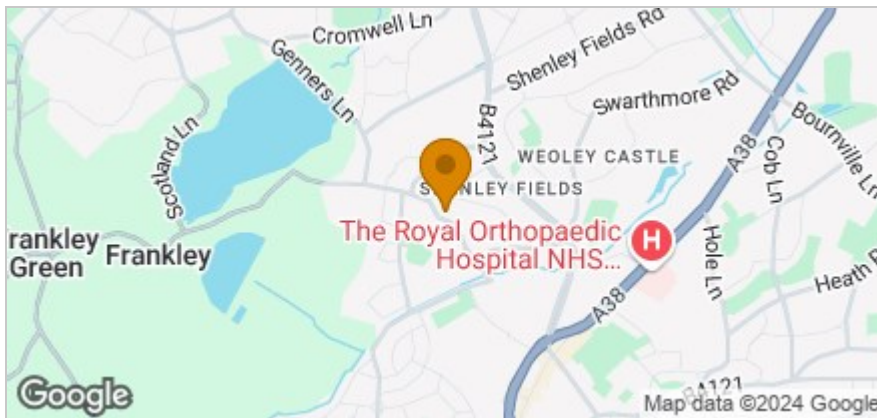 Cromwell Ln
Genners Ln
Shenley Fields Rd
B4121
Swarthmore Rd
A38
Bournville Ln
Cob Ln
Scotland Ln
WEOLEY CASTLE
FIELDS
The Royal Orthopaedic
Hospital NHS...
H
Frankley
Green
Frankley
Hole Ln
Heath
A38
B4121
Google
Map data ©2024 Google